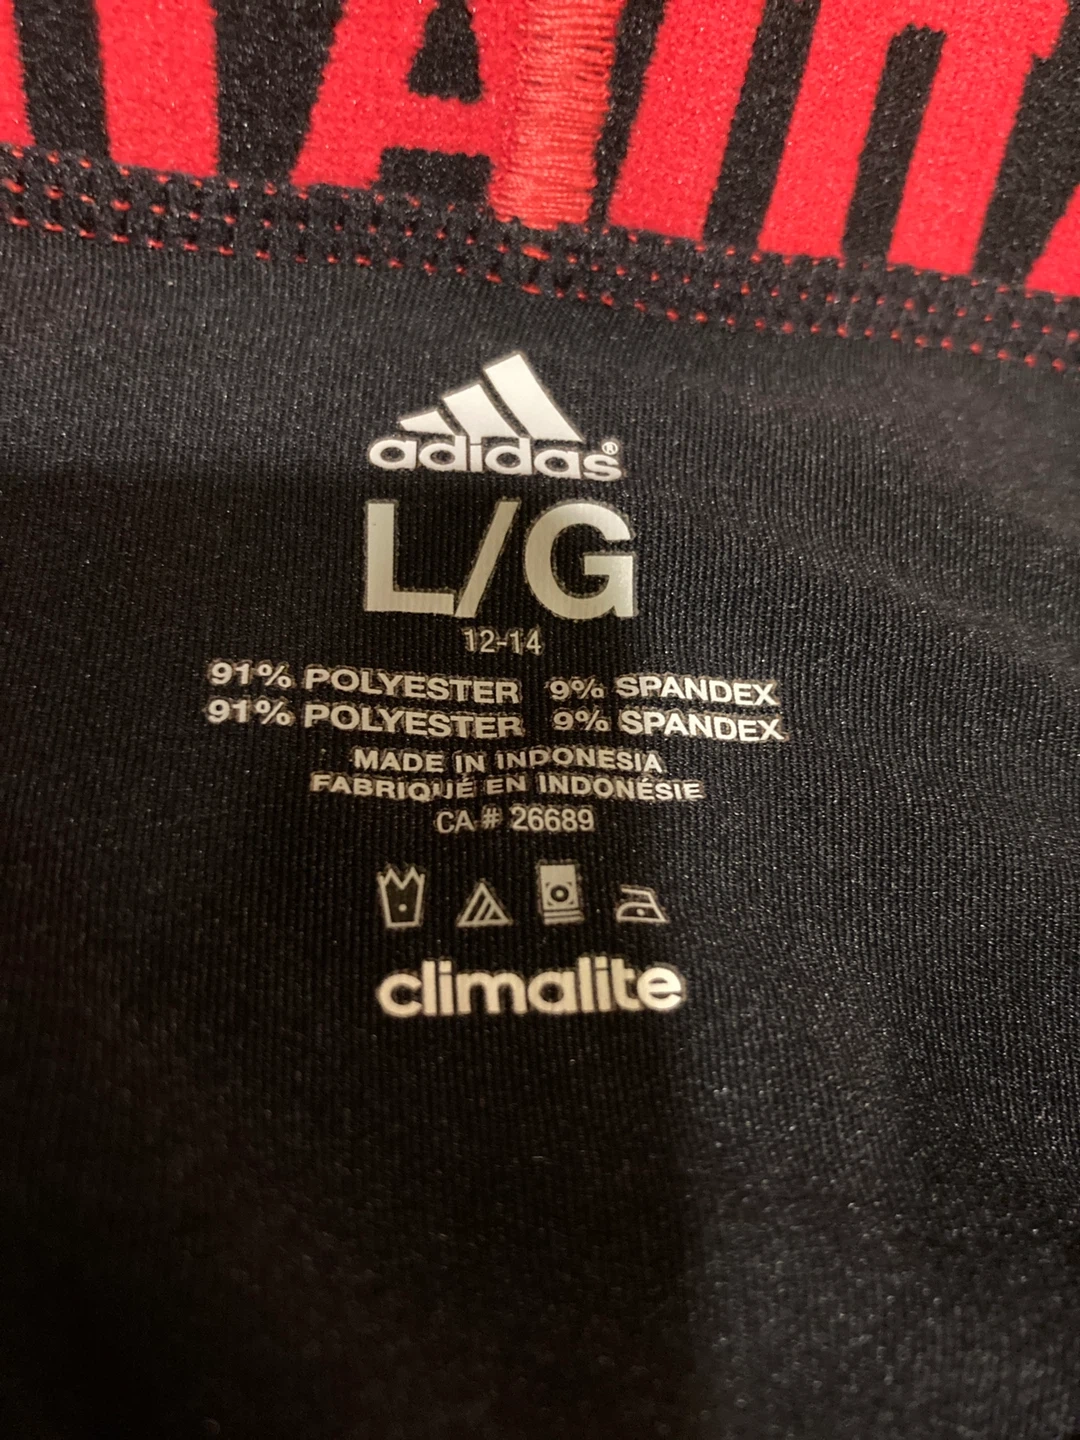 adidas®
L/G
12-14
91% POLYESTER 9% SPANDEX
91% POLYESTER 9% SPANDEX
MADE IN INDONESIA
FABRIQUÉ EN INDONÉSIE
CA # 26689
climalite